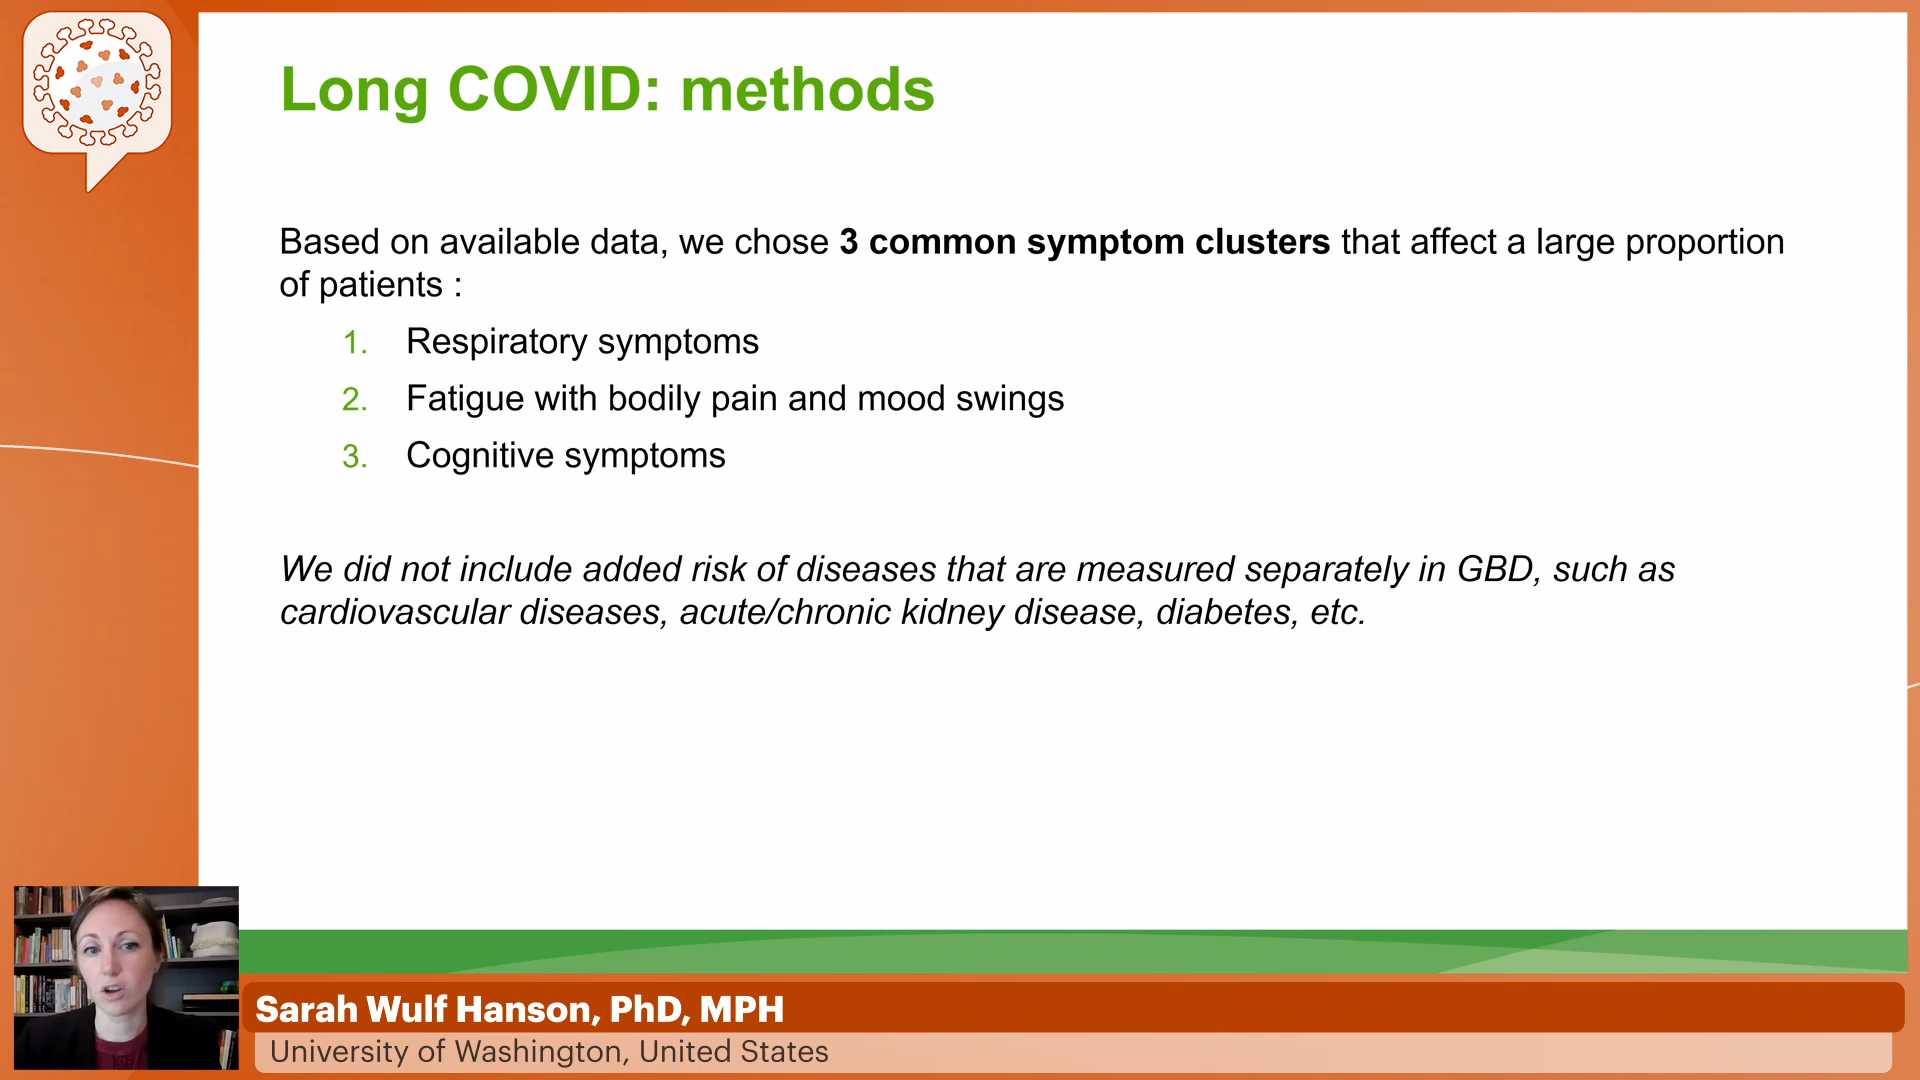 Long COVID: methods
Based on available data, we chose 3 common symptom clusters that affect a large proportion
of patients :
1. Respiratory symptoms
2. Fatigue with bodily pain and mood swings
3. Cognitive symptoms
We did not include added risk of diseases that are measured separately in GBD, such as
cardiovascular diseases, acute/chronic kidney disease, diabetes, etc.
Sarah Wulf Hanson, PhD, MPH
University of Washington, United States